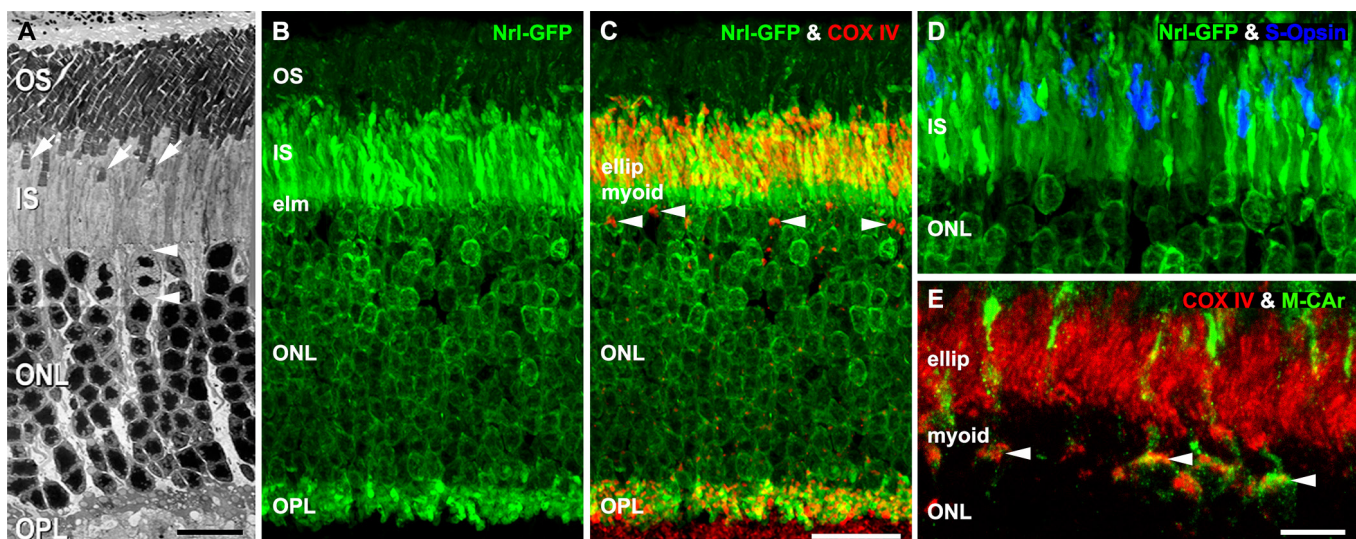 A
OS
IS
ONL
OPL
B
Nrl-GFP
OS
IS
elm
ONL
OPL
C
Nrl-GFP & COX IV
ellip
myoid
ONL
OPL
D
Nrl-GFP & S-Opsin
IS
ONL
E
COX IV & M-CAr
ellip
myoid
ONL